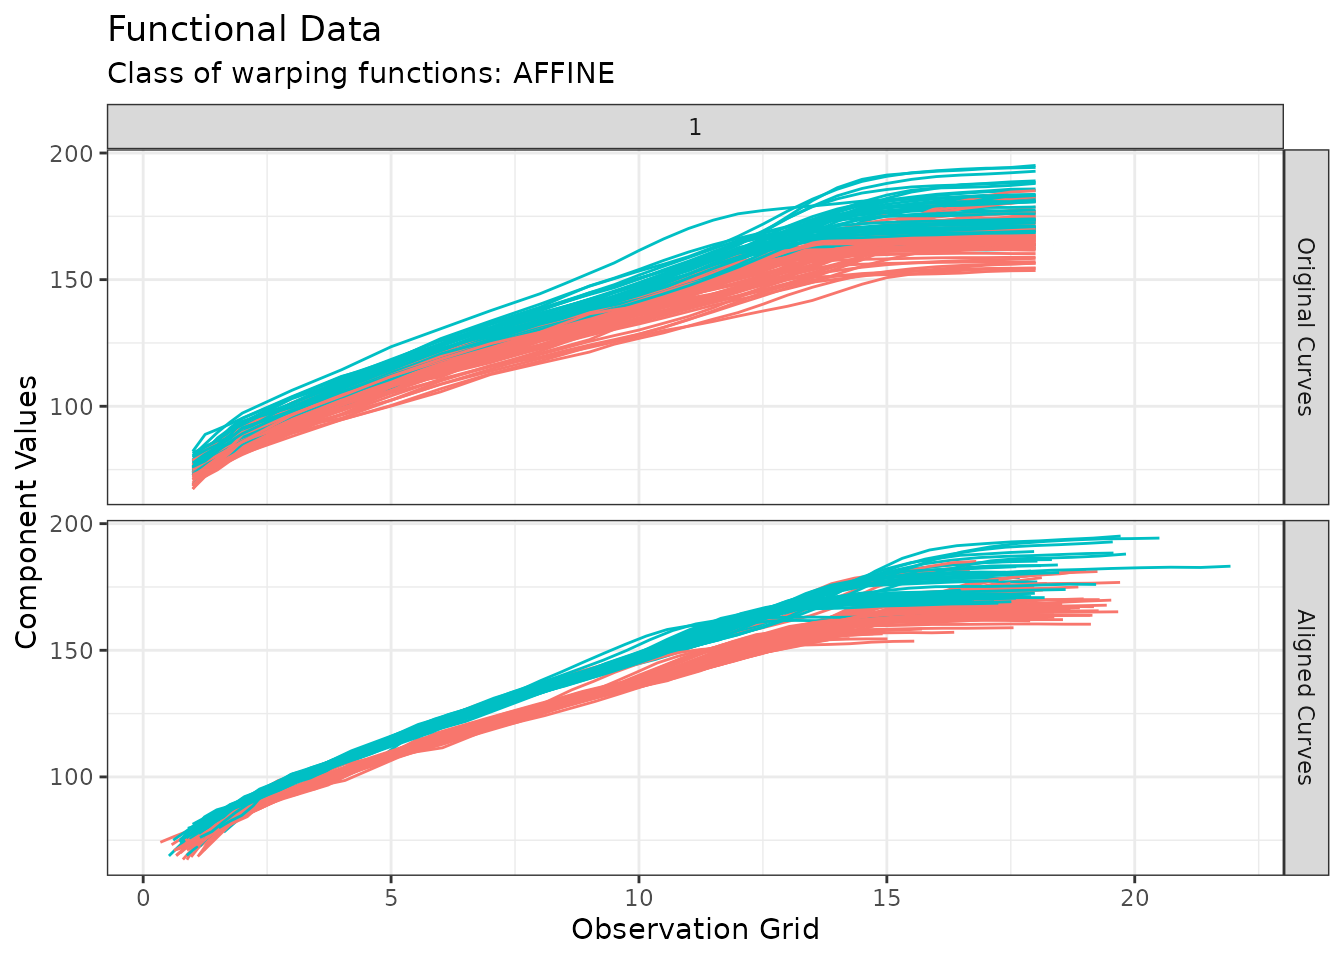 Functional Data
Class of warping functions: AFFINE
1
200
150
100
Original Curves
200
150
100
Aligned Curves
Component Values
0 5 10 15 20
Observation Grid